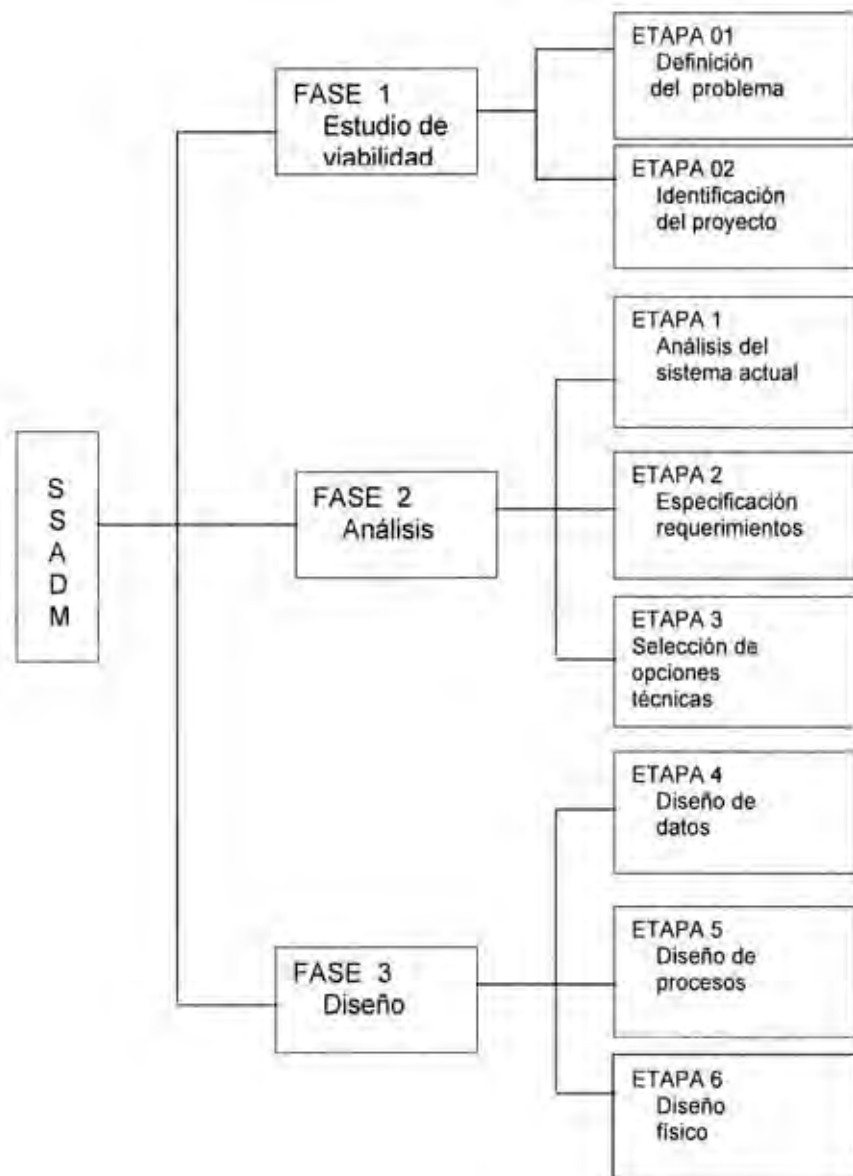 SSADM
FASE 1
Estudio de
viabilidad
ETAPA 01
Definición
del problema
ETAPA 02
Identificación
del proyecto
FASE 2
Análisis
ETAPA 1
Análisis del
sistema actual
ETAPA 2
Especificación
requerimientos
ETAPA 3
Selección de
opciones
técnicas
FASE 3
Diseño
ETAPA 4
Diseño de
datos
ETAPA 5
Diseño de
procesos
ETAPA 6
Diseño
físico